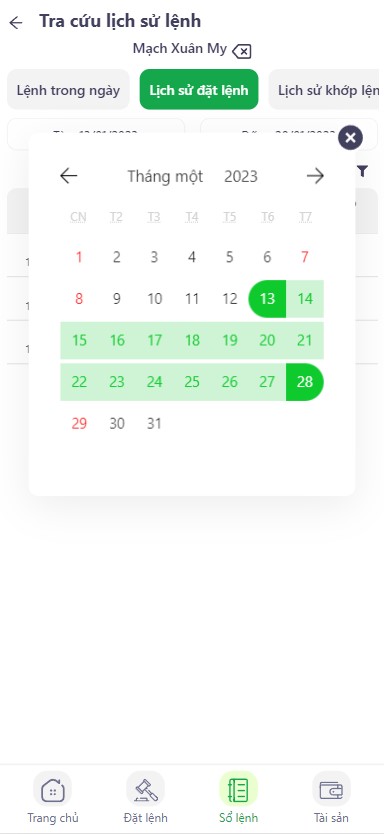 Tra cứu lịch sử lệnh
Mạch Xuân My
Lệnh trong ngày Lịch sử đặt lệnh Lịch sử khớp lện
Tháng một 2023
CN T2 T3 T4 T5 T6 T7
1 2 3 4 5 6 7
8 9 10 11 12 13 14
15 16 17 18 19 20 21
22 23 24 25 26 27 28
29 30 31
Trang chủ Đặt lệnh Sổ lệnh Tài sản